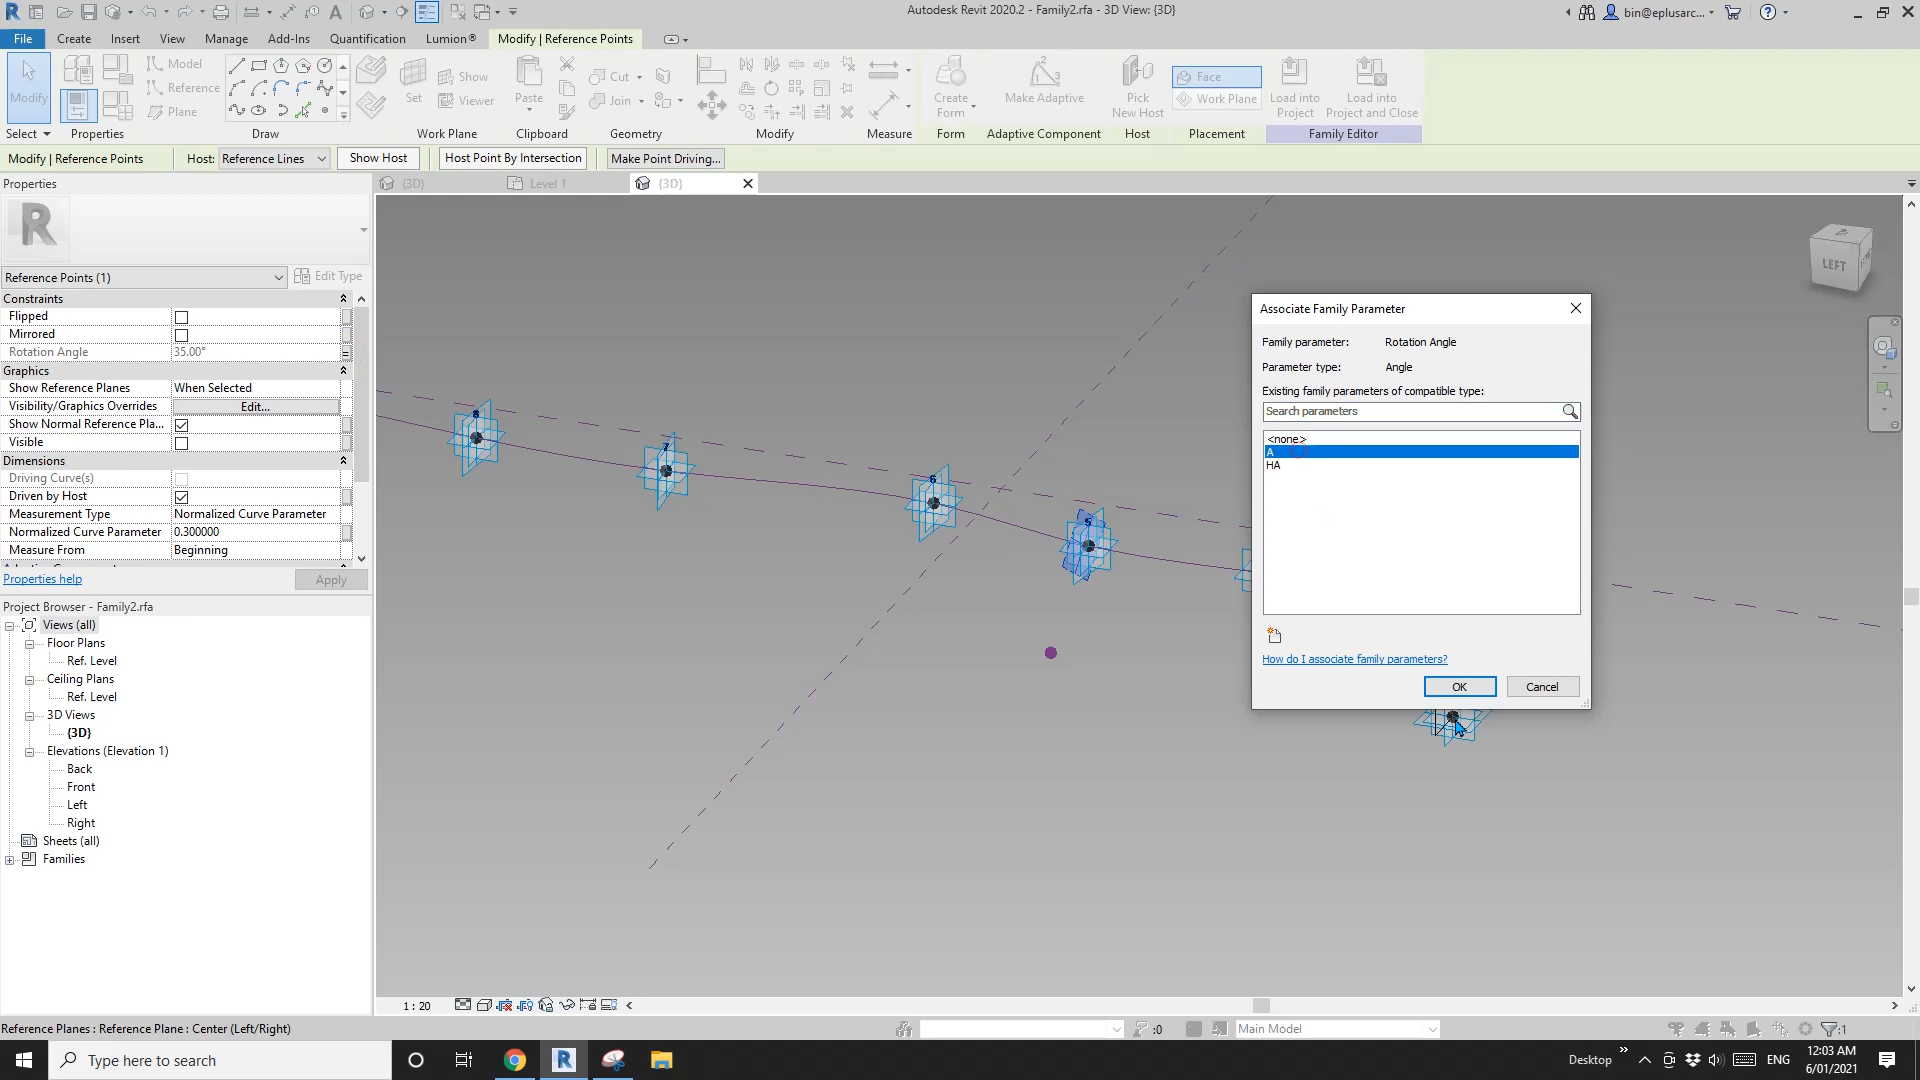 Autodesk Revit 2020.2 - Family2.rfa - 3D View: {3D}
bin@eplusarc...
File Create Insert View Manage Add-Ins Quantification Lumion® Modify | Reference Points
Modify
Model
Reference
Plane
Set
Show
Viewer
Paste
Cut
Join
Create
Form
Make Adaptive
Pick
New Host
Face
Work Plane
Load into
Project
Load into
Project and Close
Select Properties Draw Work Plane Clipboard Geometry Modify Measure Form Adaptive Component Host Placement Family Editor
Modify | Reference Points Host: Reference Lines Show Host Host Point By Intersection Make Point Driving...
Properties
{3D} Level 1 {3D}
Reference Points (1) Edit Type
Constraints
Flipped
Mirrored
Rotation Angle 35.00°
Graphics
Show Reference Planes When Selected
Visibility/Graphics Overrides Edit...
Show Normal Reference Pla...
Visible
Dimensions
Driving Curve(s)
Driven by Host
Measurement Type Normalized Curve Parameter
Normalized Curve Parameter 0.300000
Measure From Beginning
Properties help Apply
Project Browser - Family2.rfa
Views (all)
Floor Plans
Ref. Level
Ceiling Plans
Ref. Level
3D Views
{3D}
Elevations (Elevation 1)
Back
Front
Left
Right
Sheets (all)
Families
8
7
6
5
LEFT
Associate Family Parameter
Family parameter: Rotation Angle
Parameter type: Angle
Existing family parameters of compatible type:
Search parameters
<none>
A
HA
How do I associate family parameters?
OK Cancel
1 : 20
Reference Planes : Reference Plane : Center (Left/Right)
:0
Main Model
:1
Type here to search
Desktop
ENG
12:03 AM
6/01/2021